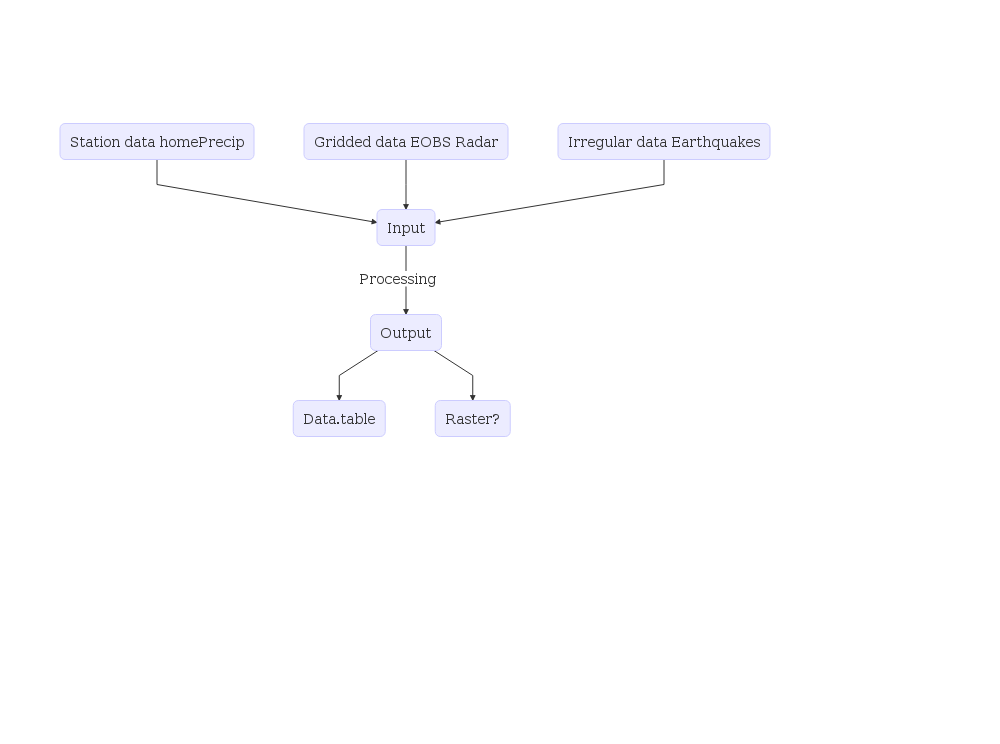 Station data homePrecip
Gridded data EOBS Radar
Irregular data Earthquakes
Input
Processing
Output
Data.table
Raster?